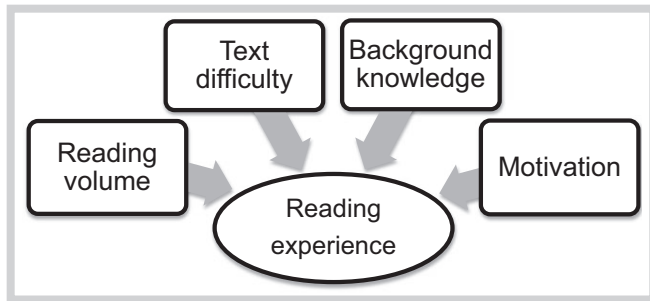 Text
difficulty
Background
knowledge
Reading
volume
Motivation
Reading
experience